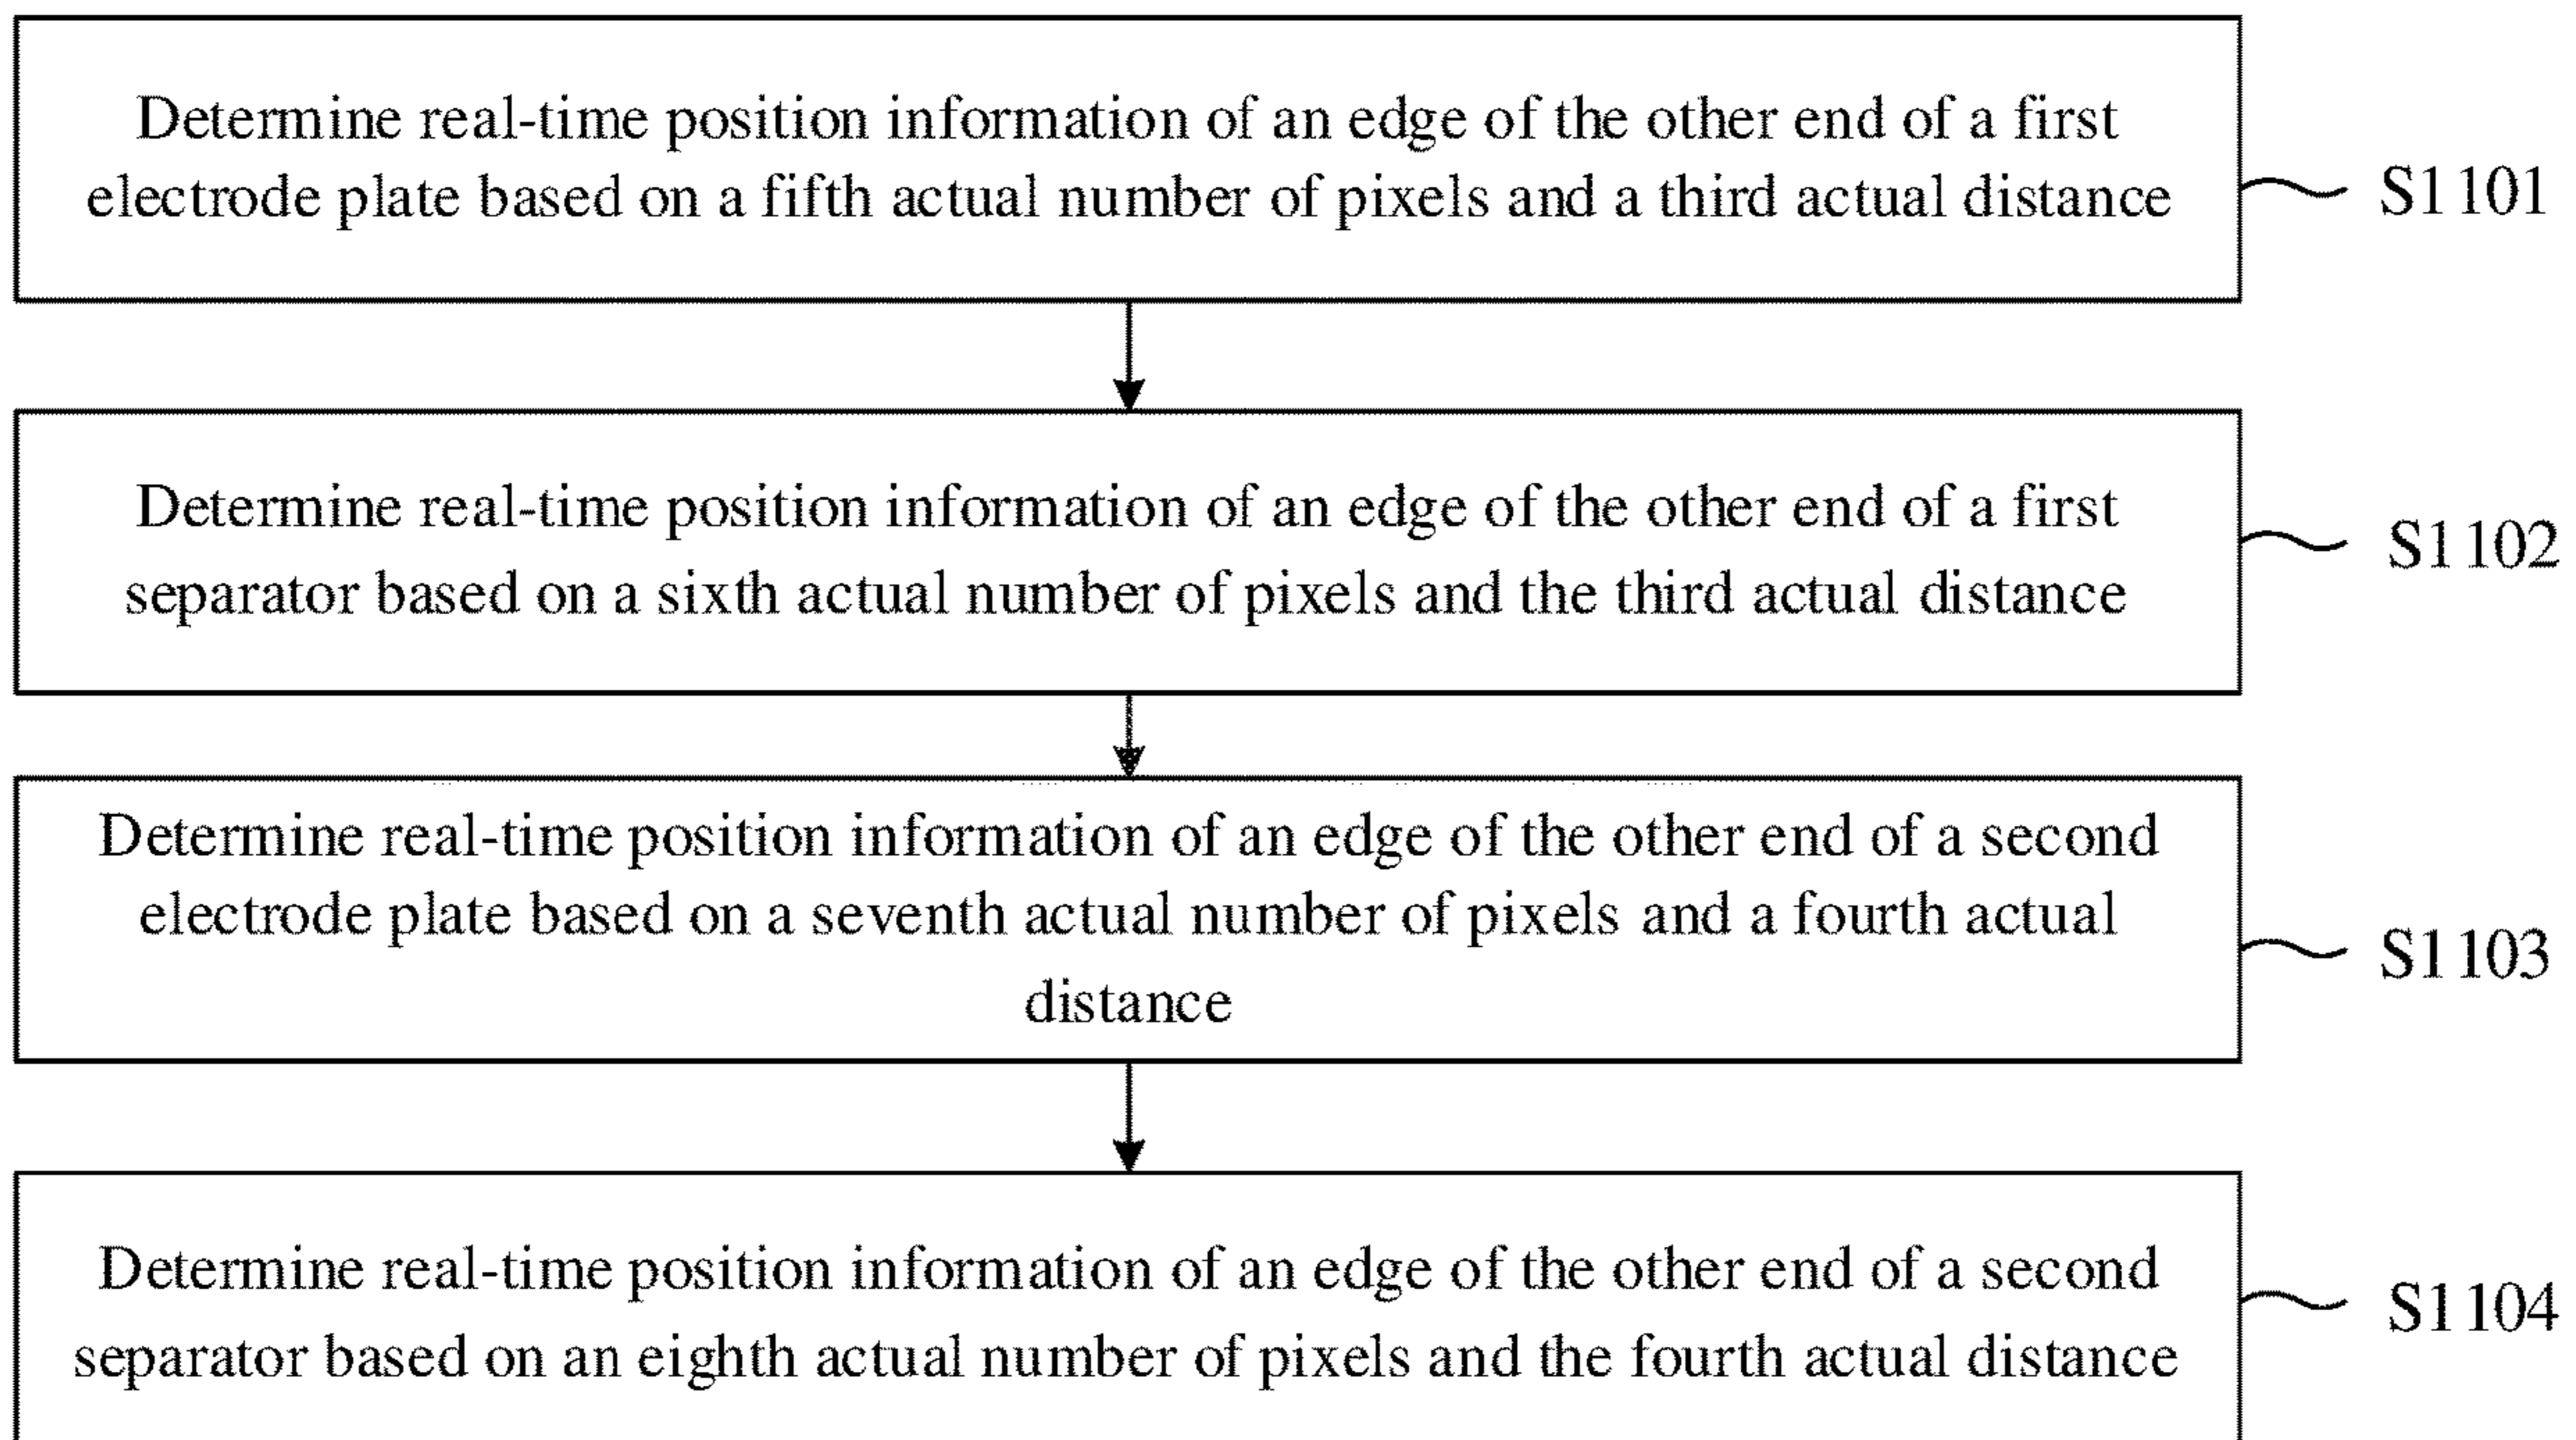 Determine real-time position information of an edge of the other end of a first
electrode plate based on a fifth actual number of pixels and a third actual distance
S1101
Determine real-time position information of an edge of the other end of a first
separator based on a sixth actual number of pixels and the third actual distance
S1102
Determine real-time position information of an edge of the other end of a second
electrode plate based on a seventh actual number of pixels and a fourth actual
distance
S1103
Determine real-time position information of an edge of the other end of a second
separator based on an eighth actual number of pixels and the fourth actual distance
S1104